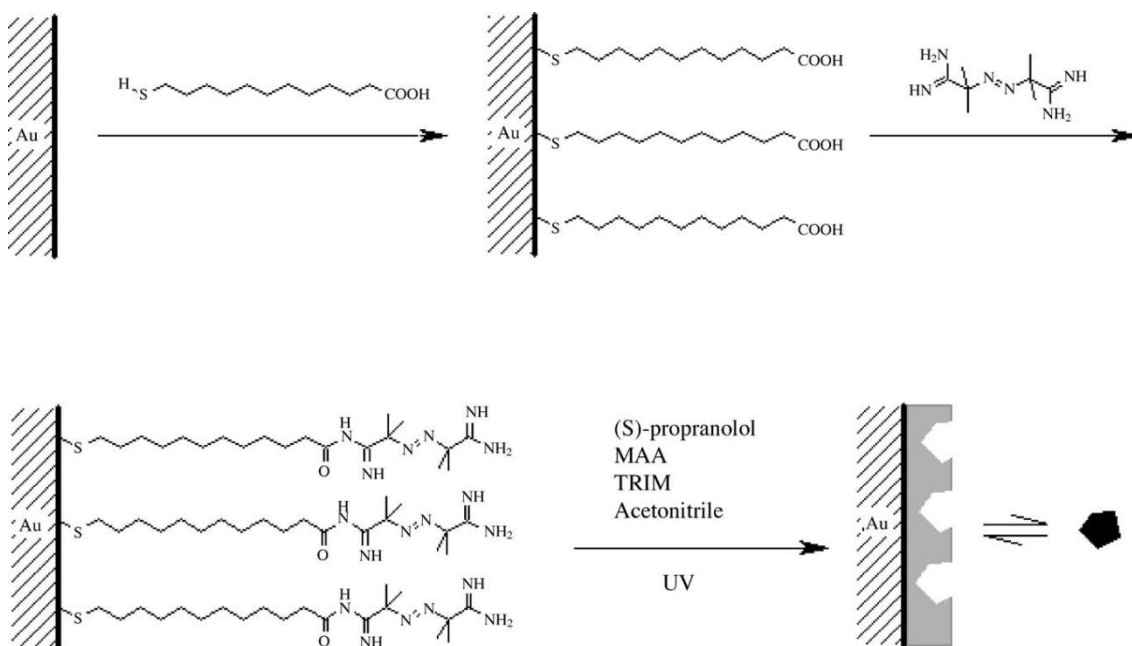 Au
H
S
COOH
Au
S
COOH
S
COOH
S
COOH
H₂N
HN
N
N
NH
NH₂
Au
S
O
H
N
NH
N
N
NH
NH₂
S
O
H
N
NH
N
N
NH
NH₂
S
O
H
N
NH
N
N
NH
NH₂
(S)-propranolol
MAA
TRIM
Acetonitrile
UV
Au